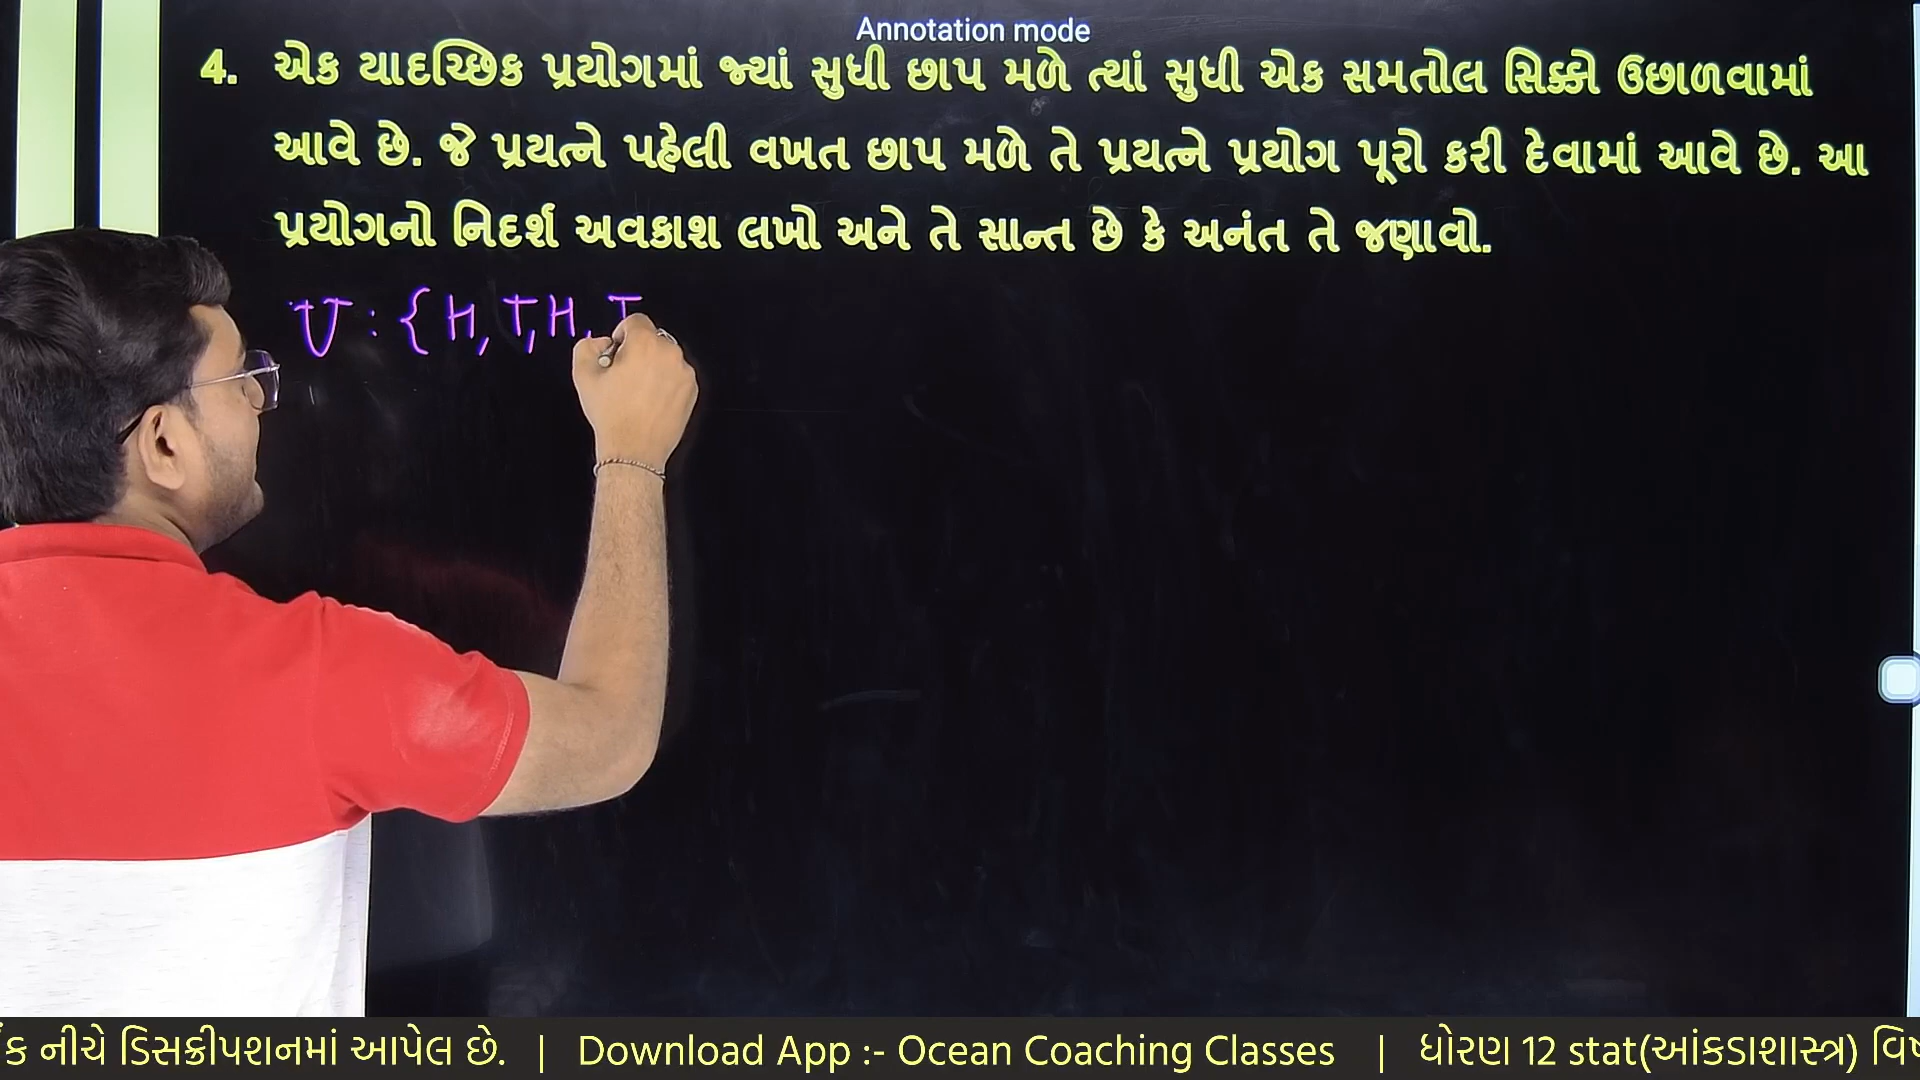 Annotation mode
4. એક યાદચ્છિક પ્રયોગમાં જ્યાં સુધી છાપ મળે ત્યાં સુધી એક સમતોલ સિક્કો ઉછાળવામાં
આવે છે. જે પ્રયત્ને પહેલી વખત છાપ મળે તે પ્રયત્ને પ્રયોગ પૂરો કરી દેવામાં આવે છે. આ
પ્રયોગનો નિદર્શ અવકાશ લખો અને તે સાન્ત છે કે અનંત તે જણાવો.
U : { H, T, H, T
નીચે ડિસક્રીપશનમાં આપેલ છે. | Download App :- Ocean Coaching Classes | ધોરણ 12 stat(આંકડાશાસ્ત્ર)